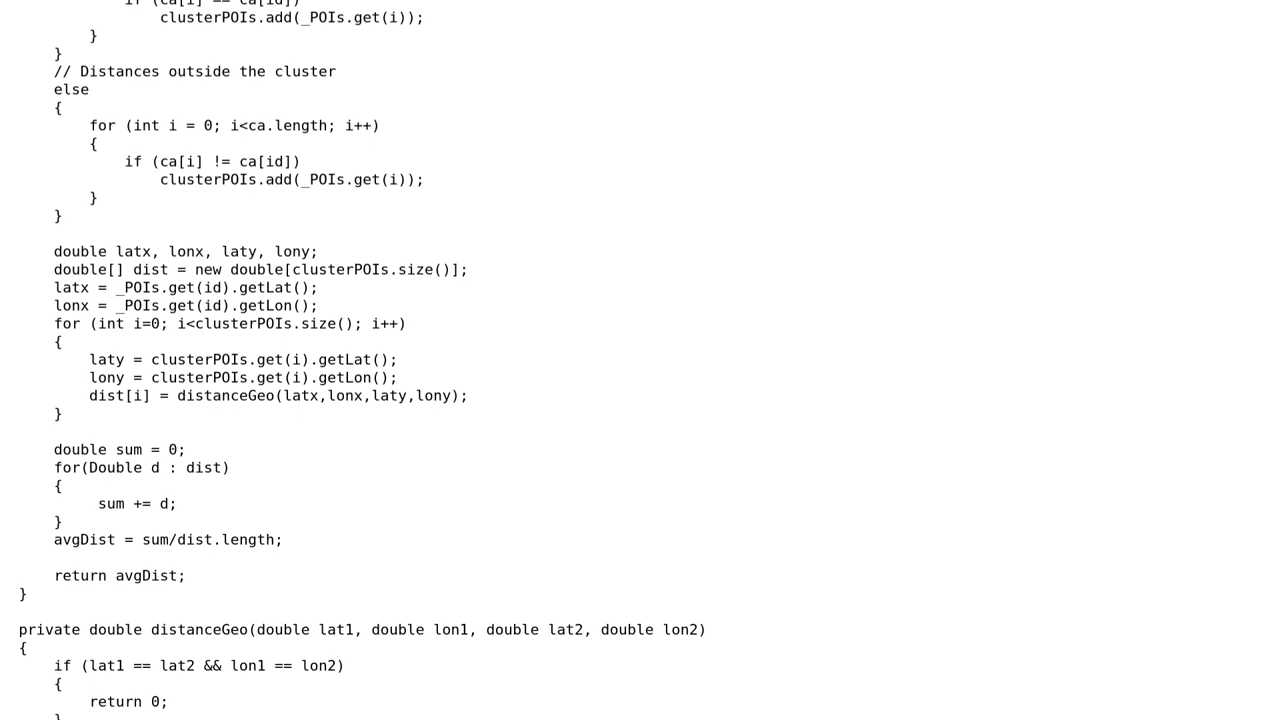 if (ca[i] == ca[id])
clusterPOIs.add(_POIs.get(i));
}
}
// Distances outside the cluster
else
{
for (int i = 0; i<ca.length; i++)
{
if (ca[i] != ca[id])
clusterPOIs.add(_POIs.get(i));
}
}
double latx, lonx, laty, lony;
double[] dist = new double[clusterPOIs.size()];
latx = _POIs.get(id).getLat();
lonx = _POIs.get(id).getLon();
for (int i=0; i<clusterPOIs.size(); i++)
{
laty = clusterPOIs.get(i).getLat();
lony = clusterPOIs.get(i).getLon();
dist[i] = distanceGeo(latx,lonx,laty,lony);
}
double sum = 0;
for(Double d : dist)
{
sum += d;
}
avgDist = sum/dist.length;
return avgDist;
}
private double distanceGeo(double lat1, double lon1, double lat2, double lon2)
{
if (lat1 == lat2 && lon1 == lon2)
{
return 0;
}